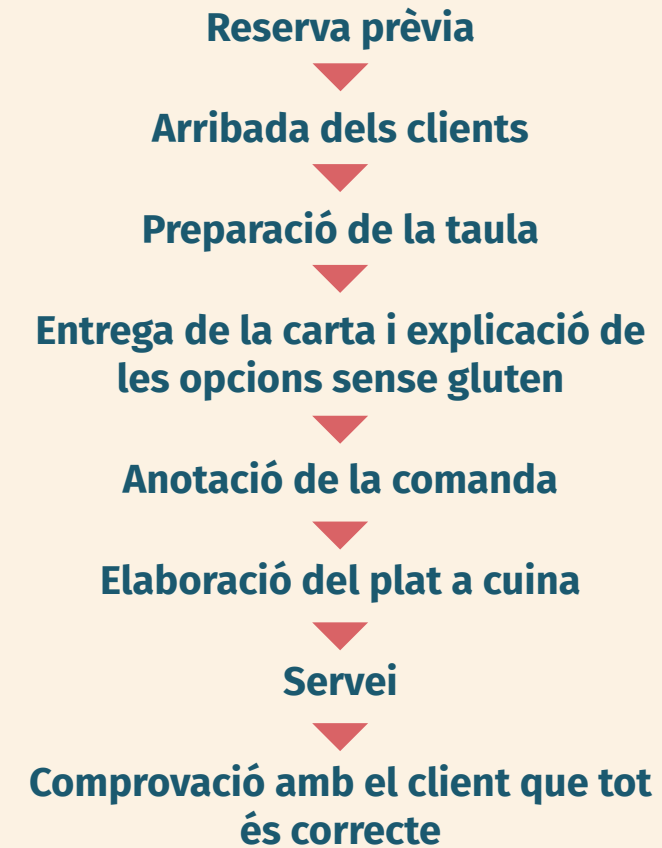 Reserva prèvia
Arribada dels clients
Preparació de la taula
Entrega de la carta i explicació de
les opcions sense gluten
Anotació de la comanda
Elaboració del plat a cuina
Servei
Comprovació amb el client que tot
és correcte